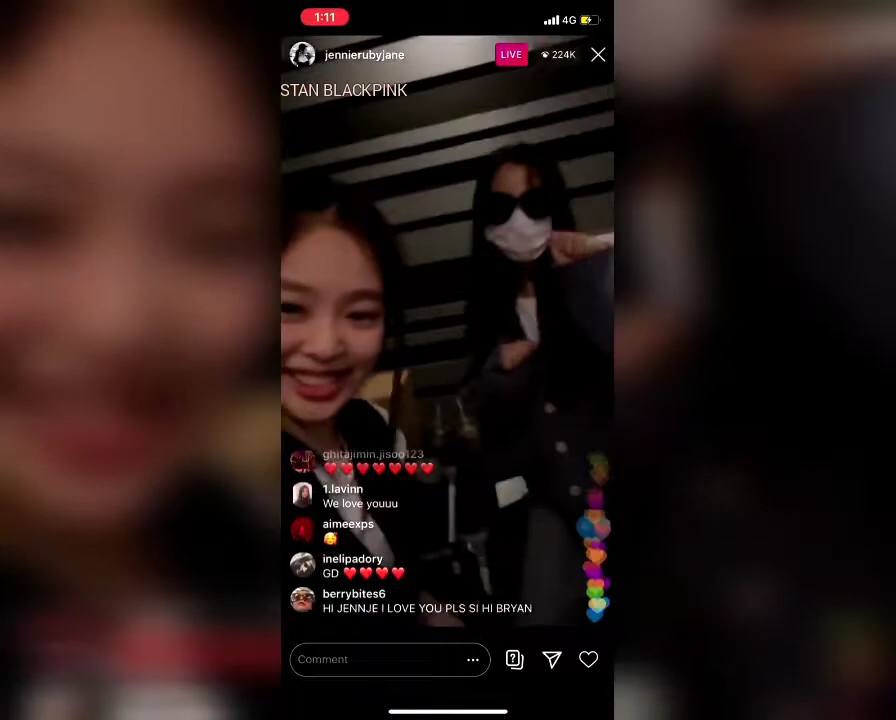 1:11
4G
jennierubyjane
LIVE
224K
STAN BLACKPINK
ghitajimin.jisoo123
1.lavinn
We love youuu
aimeexps
inelipadory
GD
berrybites6
HI JENNJE I LOVE YOU PLS SI HI BRYAN
Comment